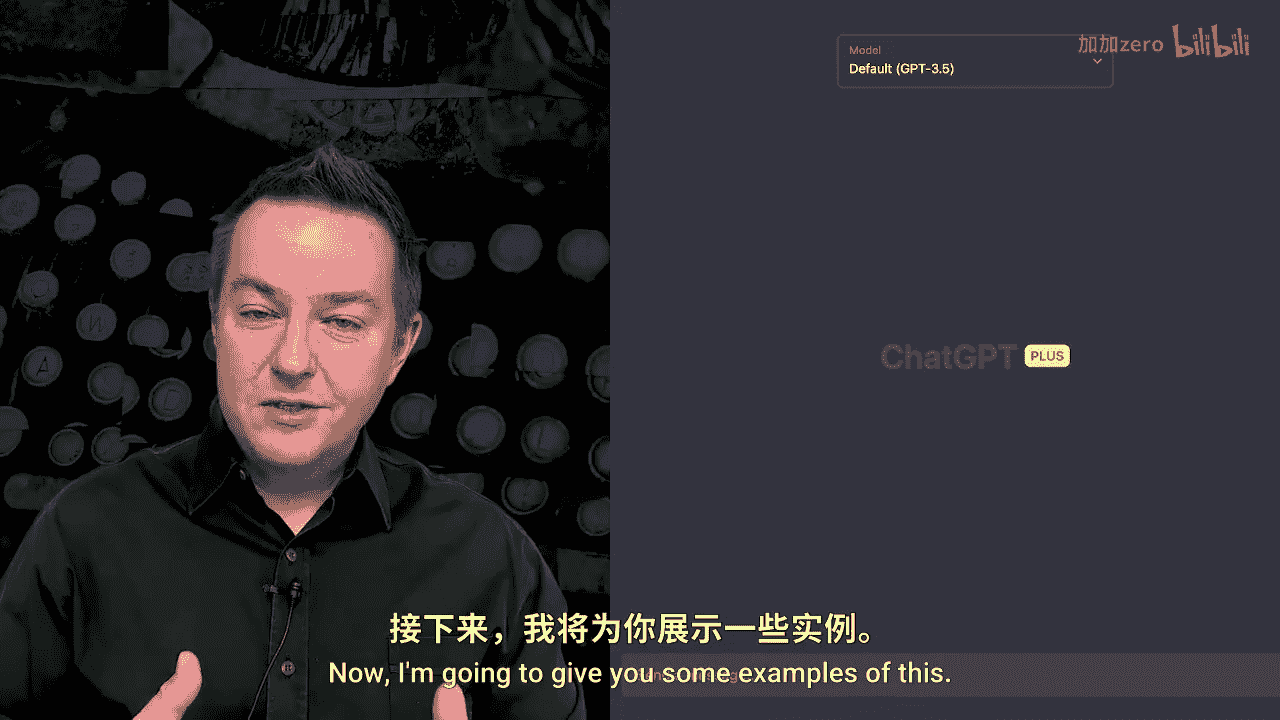 加加zero bilibili
Model
Default (GPT-3.5)
ChatGPT PLUS
接下来，我将为你展示一些实例。
Now, I'm going to give you some examples of this.